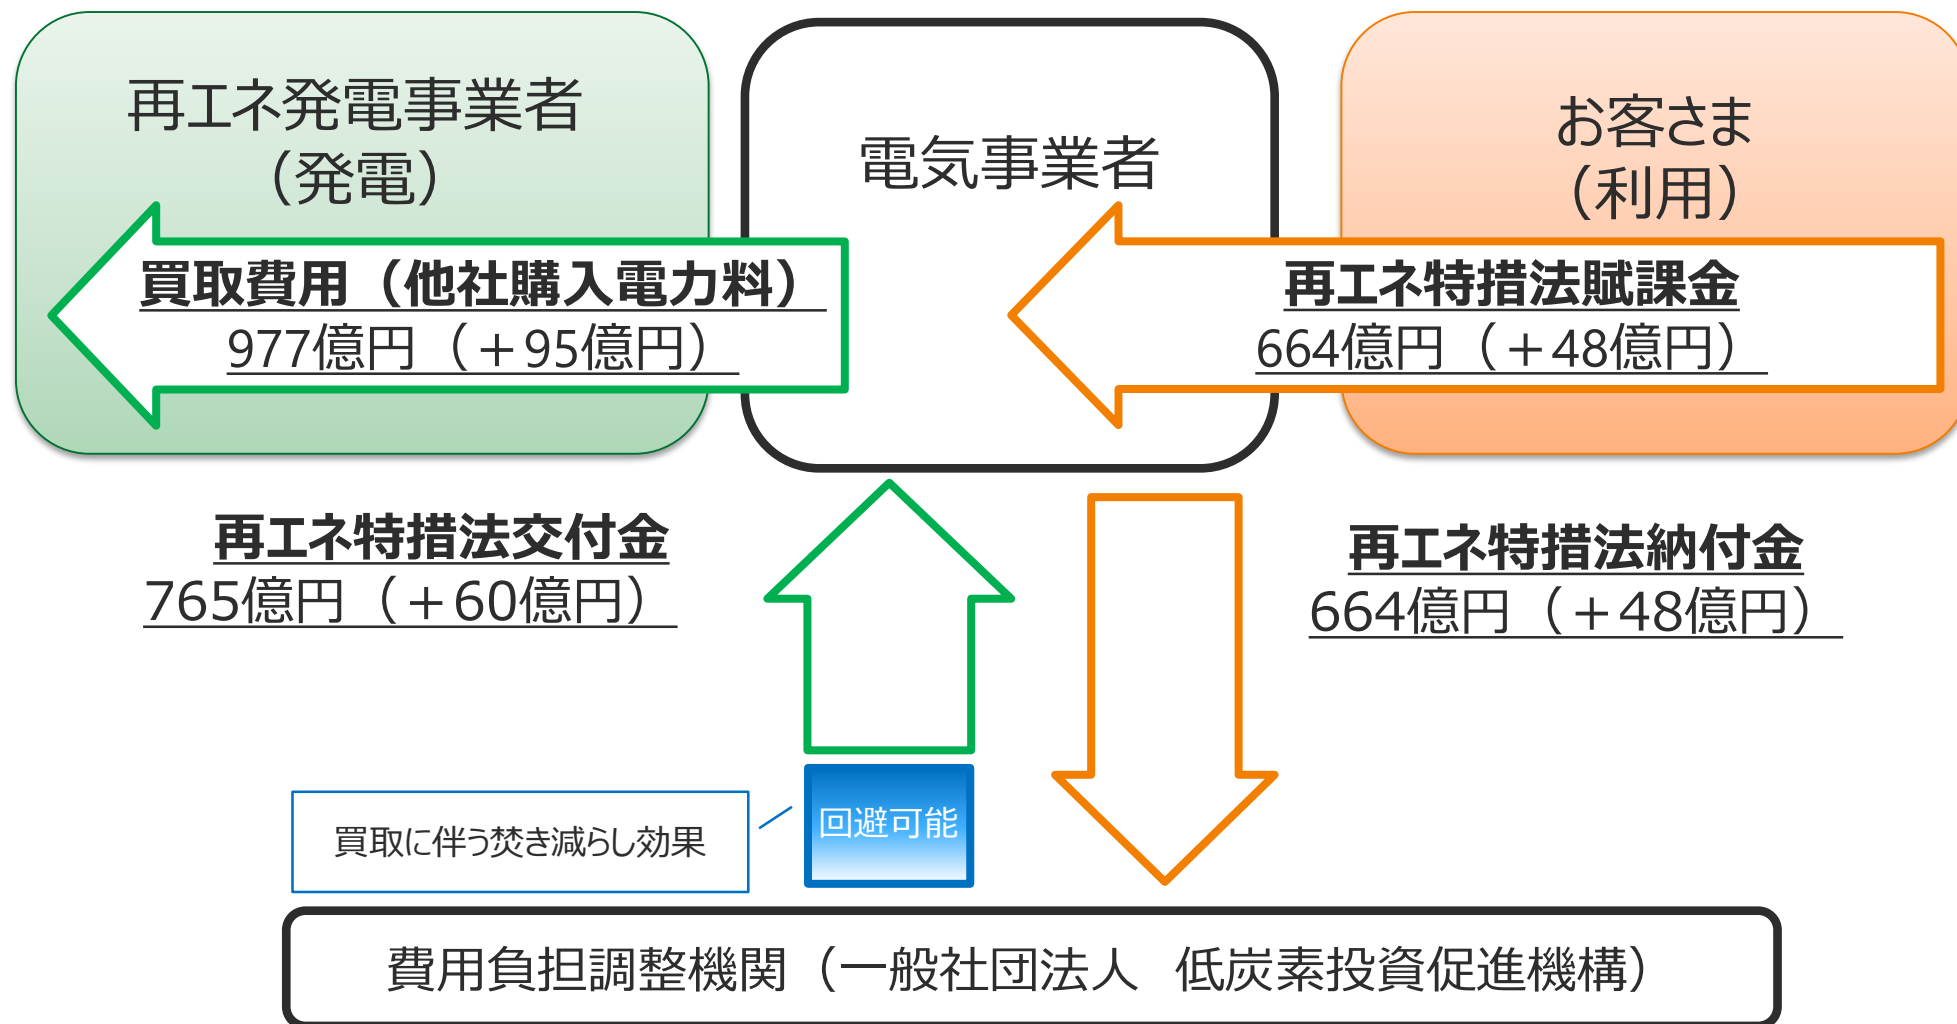 再エネ発電事業者
（発電）
電気事業者
お客さま
（利用）
買取費用（他社購入電力料）
977億円（＋95億円）
再エネ特措法賦課金
664億円（＋48億円）
再エネ特措法交付金
765億円（＋60億円）
再エネ特措法納付金
664億円（＋48億円）
買取に伴う焚き減らし効果
回避可能
費用負担調整機関（一般社団法人　低炭素投資促進機構）